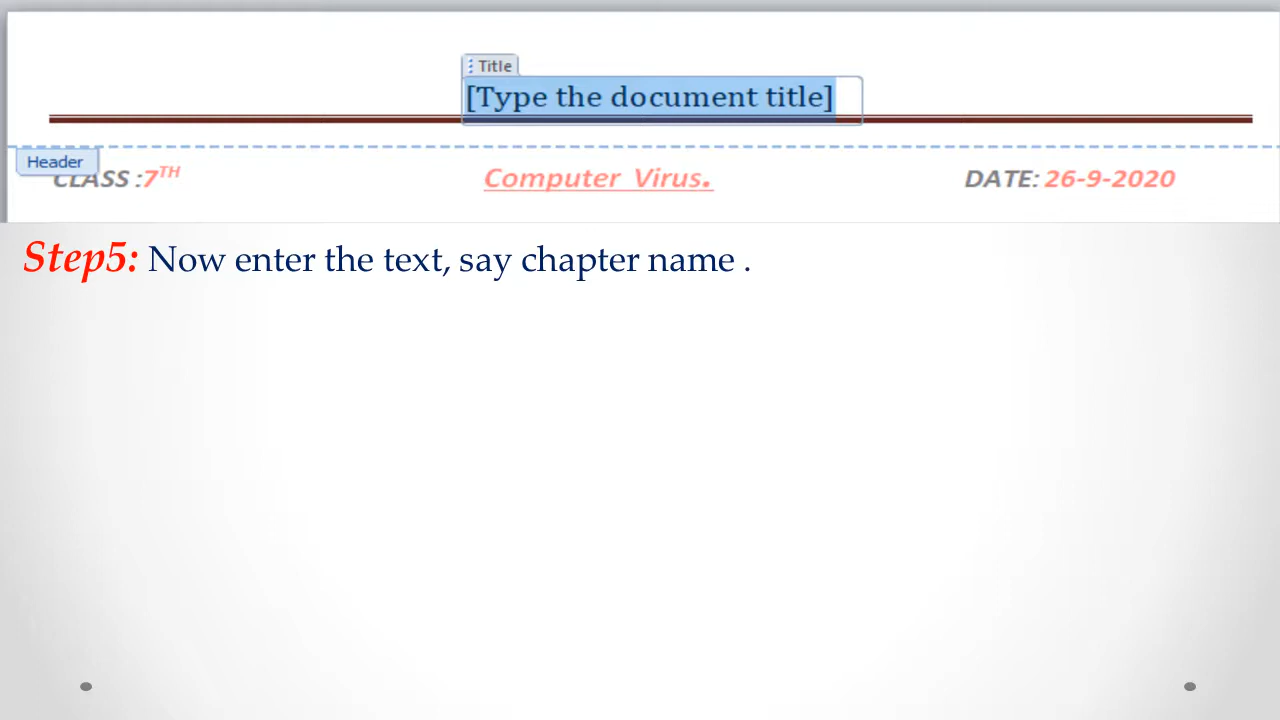 Title
[Type the document title]
Header
CLASS :7TH Computer Virus. DATE: 26-9-2020
Step5: Now enter the text, say chapter name .